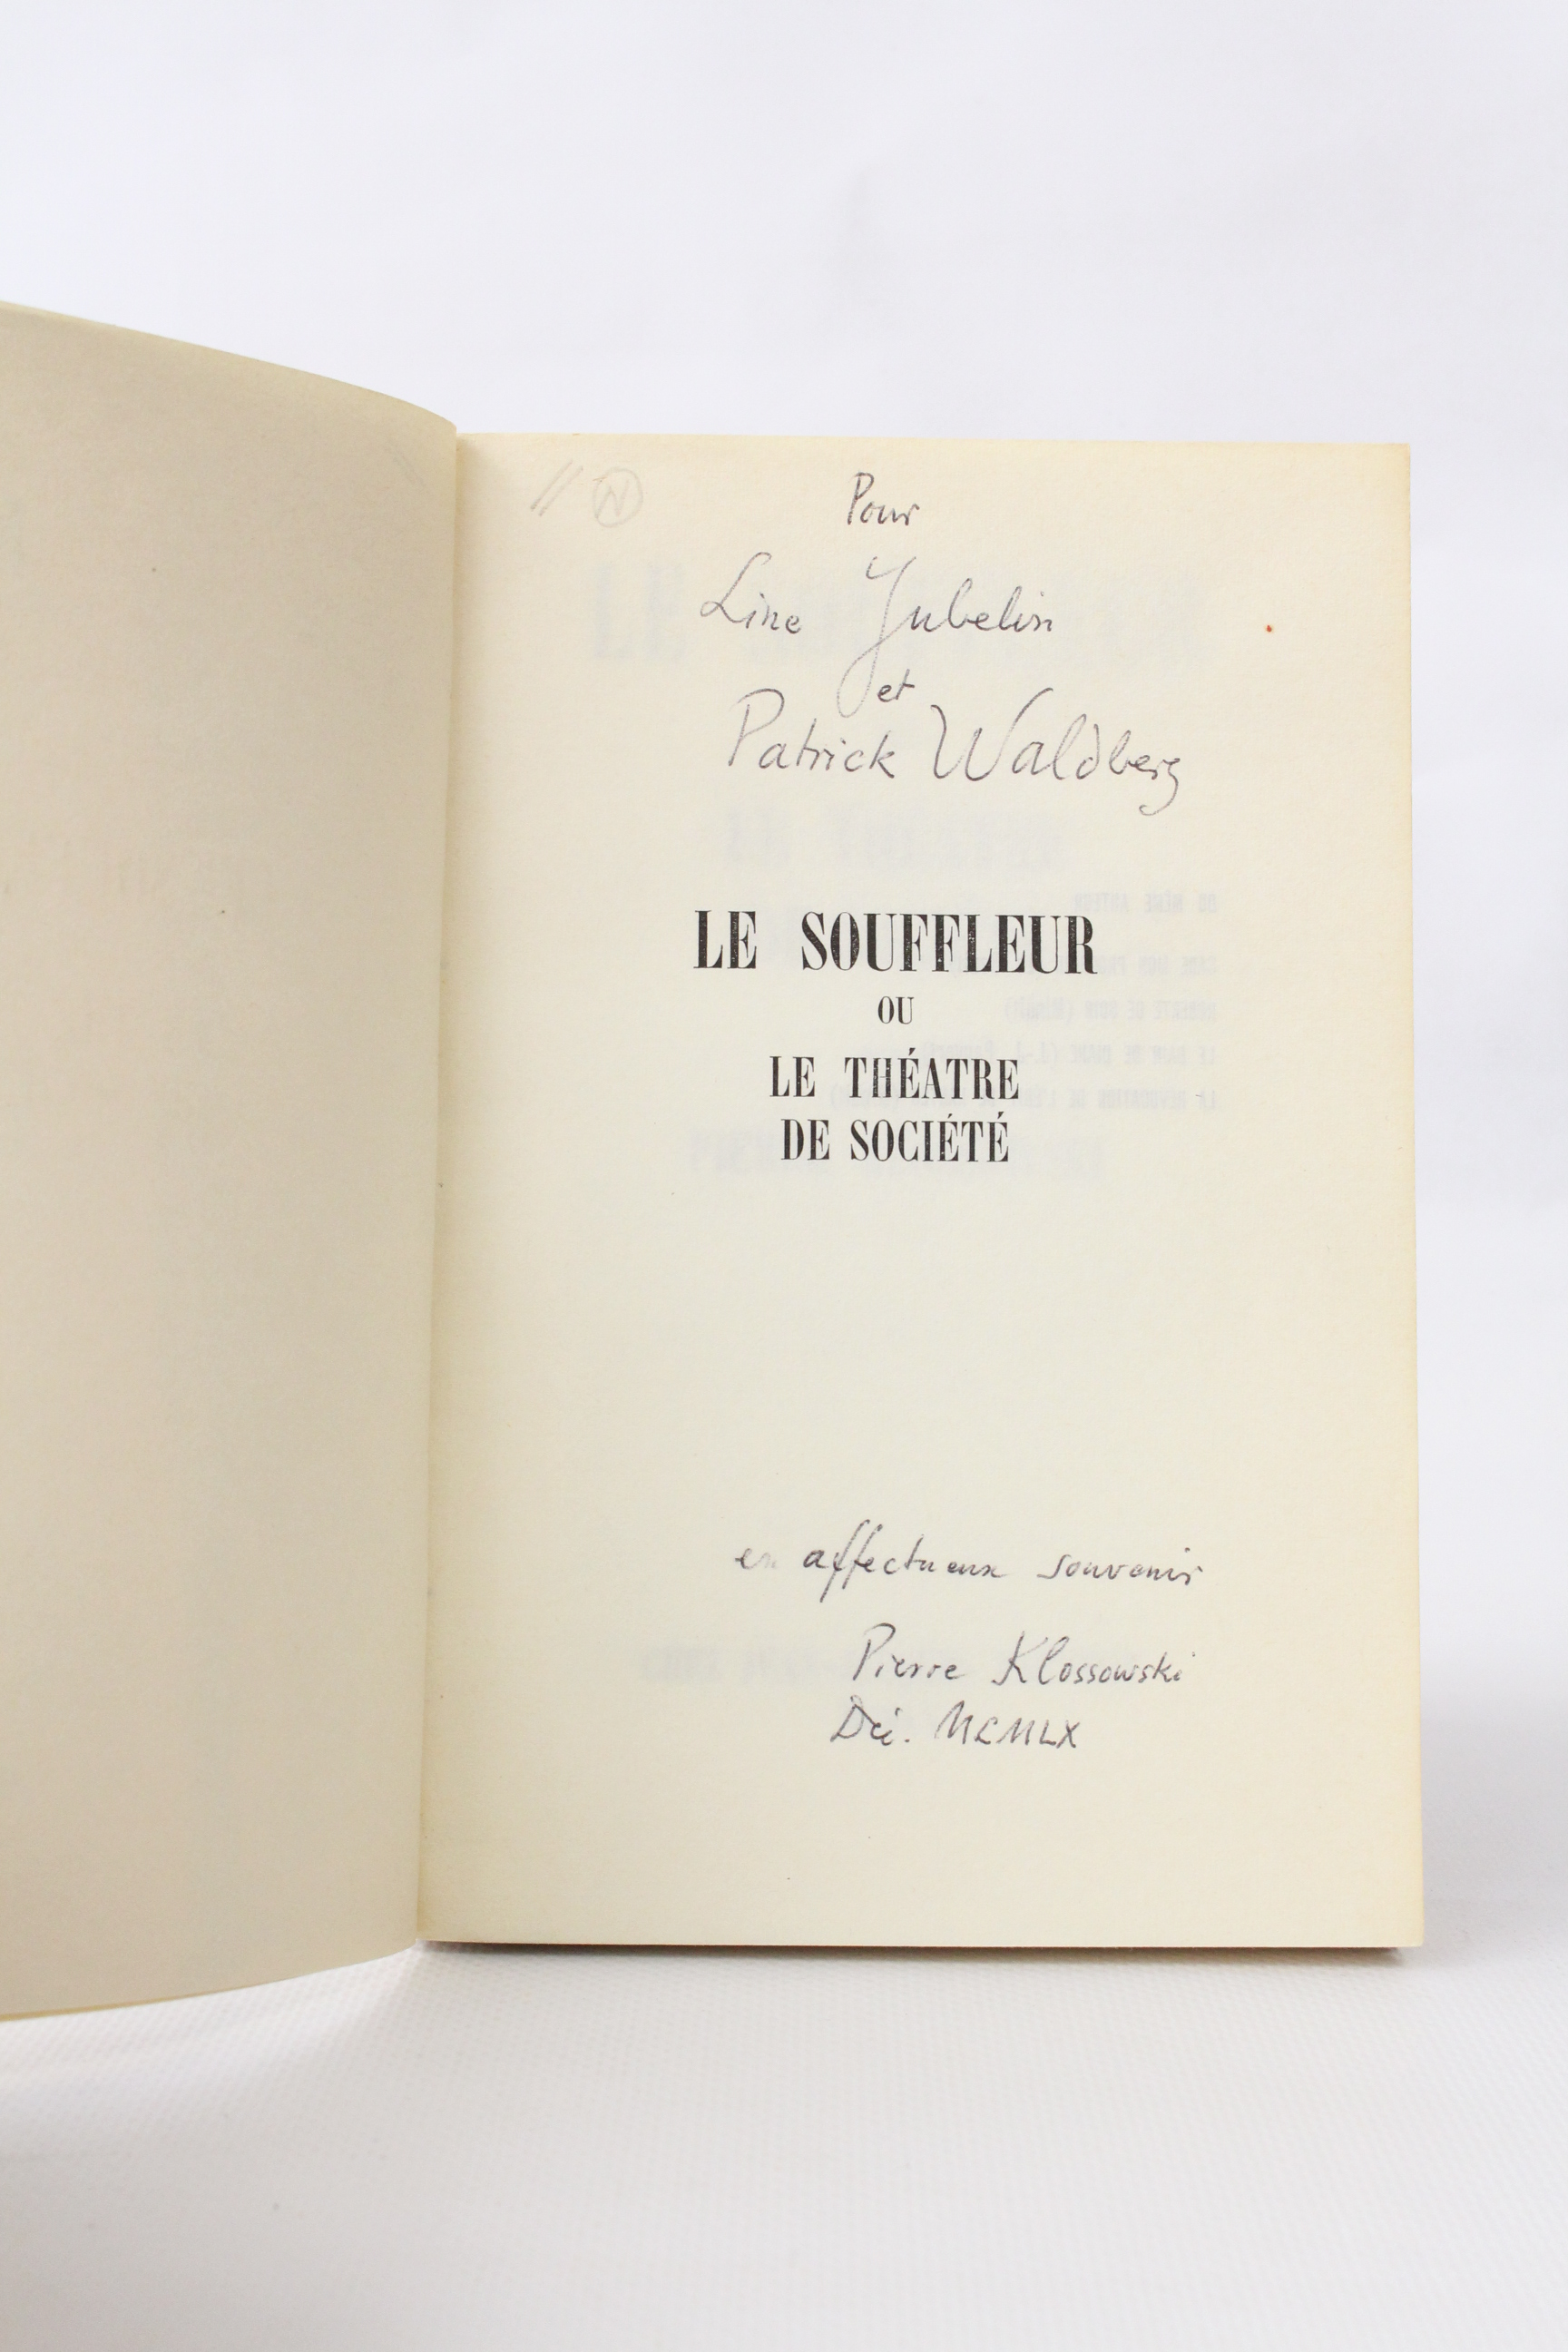 Pour
Line Jubelin
et
Patrick Waldberg
LE SOUFFLEUR
OU
LE THÉATRE
DE SOCIÉTÉ
en affectueux souvenir
Pierre Klossowski
Déc. MCMLX